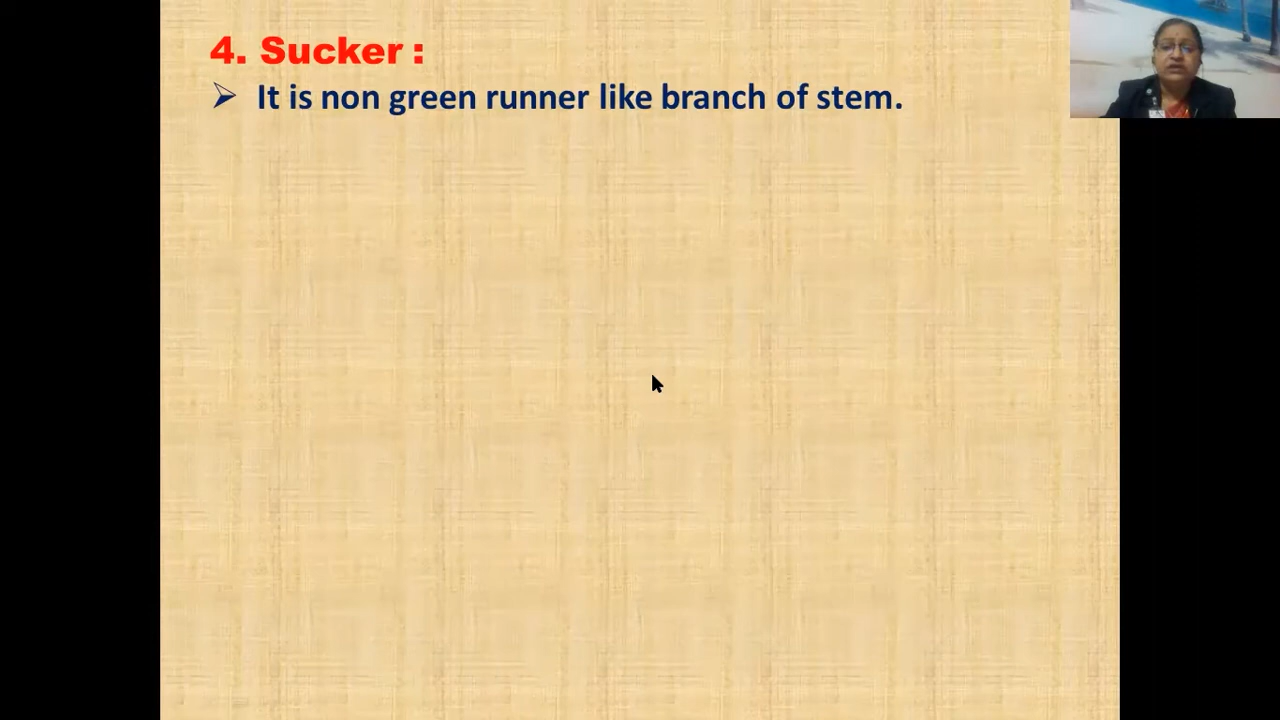 4. Sucker :
➢ It is non green runner like branch of stem.